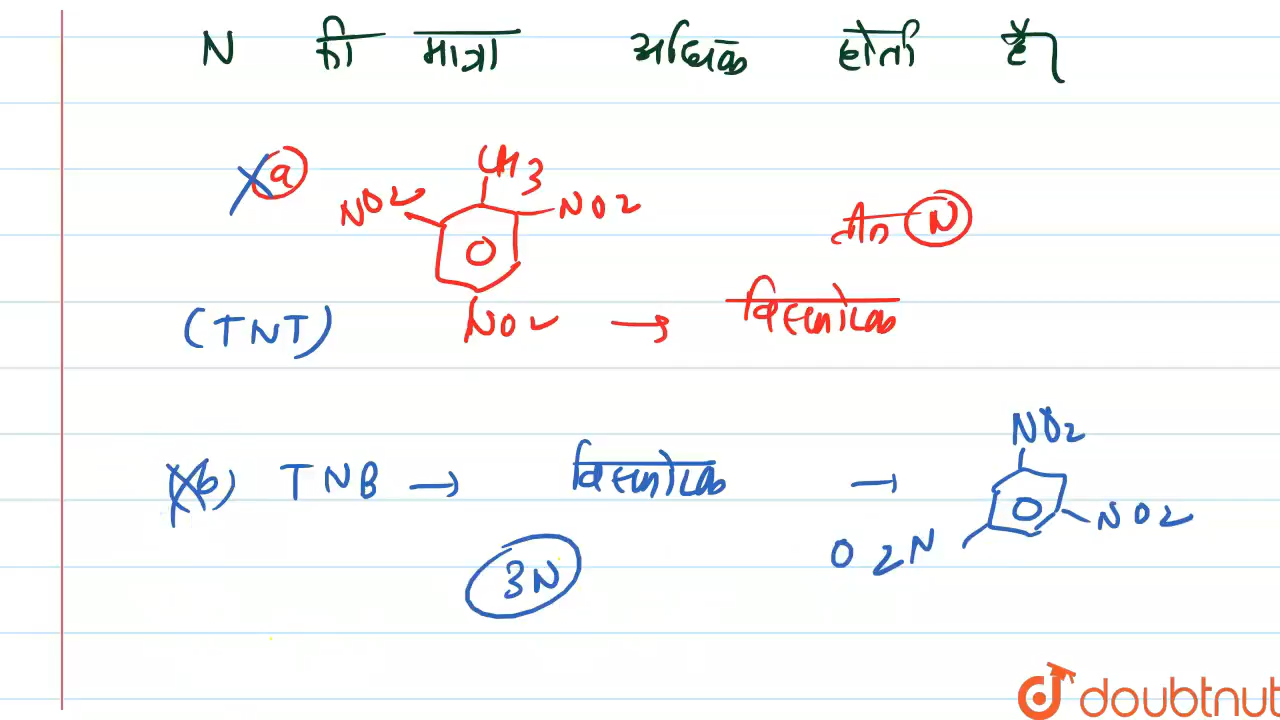 N की मात्रा अधिक होती है।
a
CH3
NO2 NO2
तीन N
(TNT) NO2 → विस्फोटक
NO2
(b) TNB → विस्फोटक →
NO2
O2N
3N
doubtnut